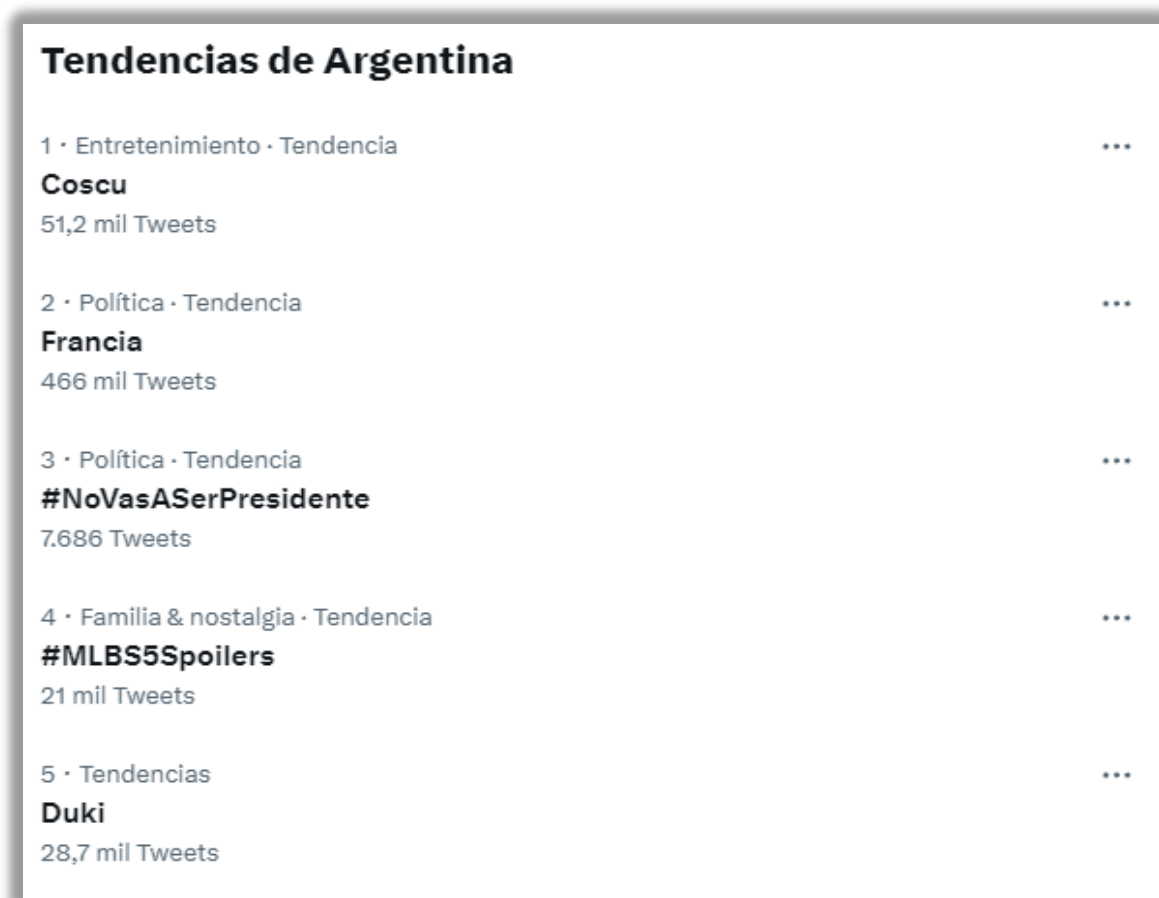 Tendencias de Argentina
1 · Entretenimiento · Tendencia
Coscu
51,2 mil Tweets
2 · Política · Tendencia
Francia
466 mil Tweets
3 · Política · Tendencia
#NoVasASerPresidente
7.686 Tweets
4 · Familia & nostalgia · Tendencia
#MLBS5Spoilers
21 mil Tweets
5 · Tendencias
Duki
28,7 mil Tweets